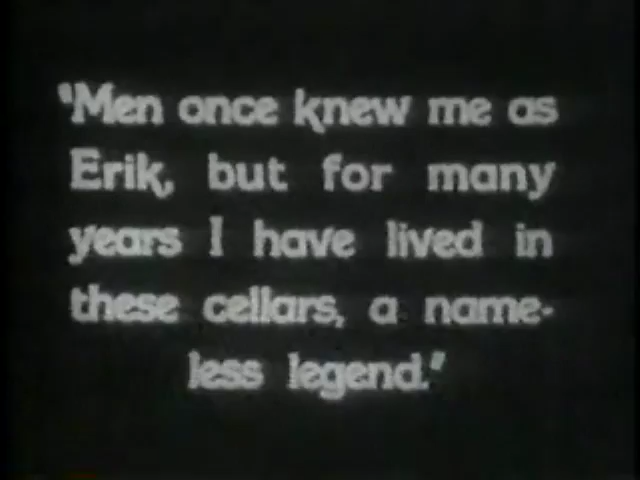 "Men once knew me as
Erik, but for many
years I have lived in
these cellars, a name-
less legend."